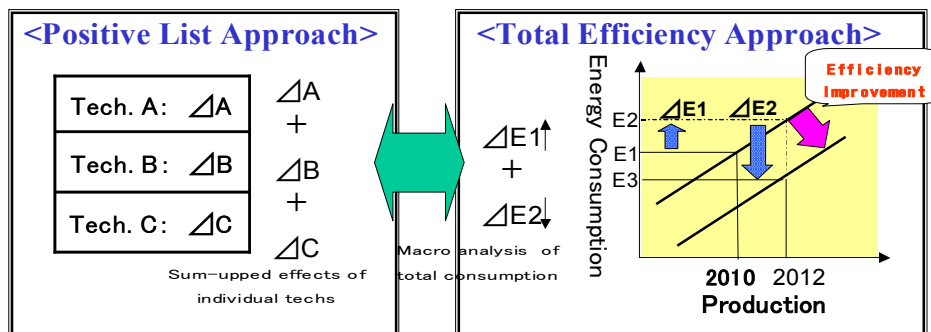 <Positive List Approach>
Tech. A: ⊿A
Tech. B: ⊿B
Tech. C: ⊿C
⊿A
+
⊿B
+
⊿C
Sum-upped effects of
individual techs
<Total Efficiency Approach>
⊿E1↑
+
⊿E2↓
Macro analysis of
total consumption
Energy Consumption
Efficiency
Improvement
⊿E1 ⊿E2
E2
E1
E3
2010 2012
Production